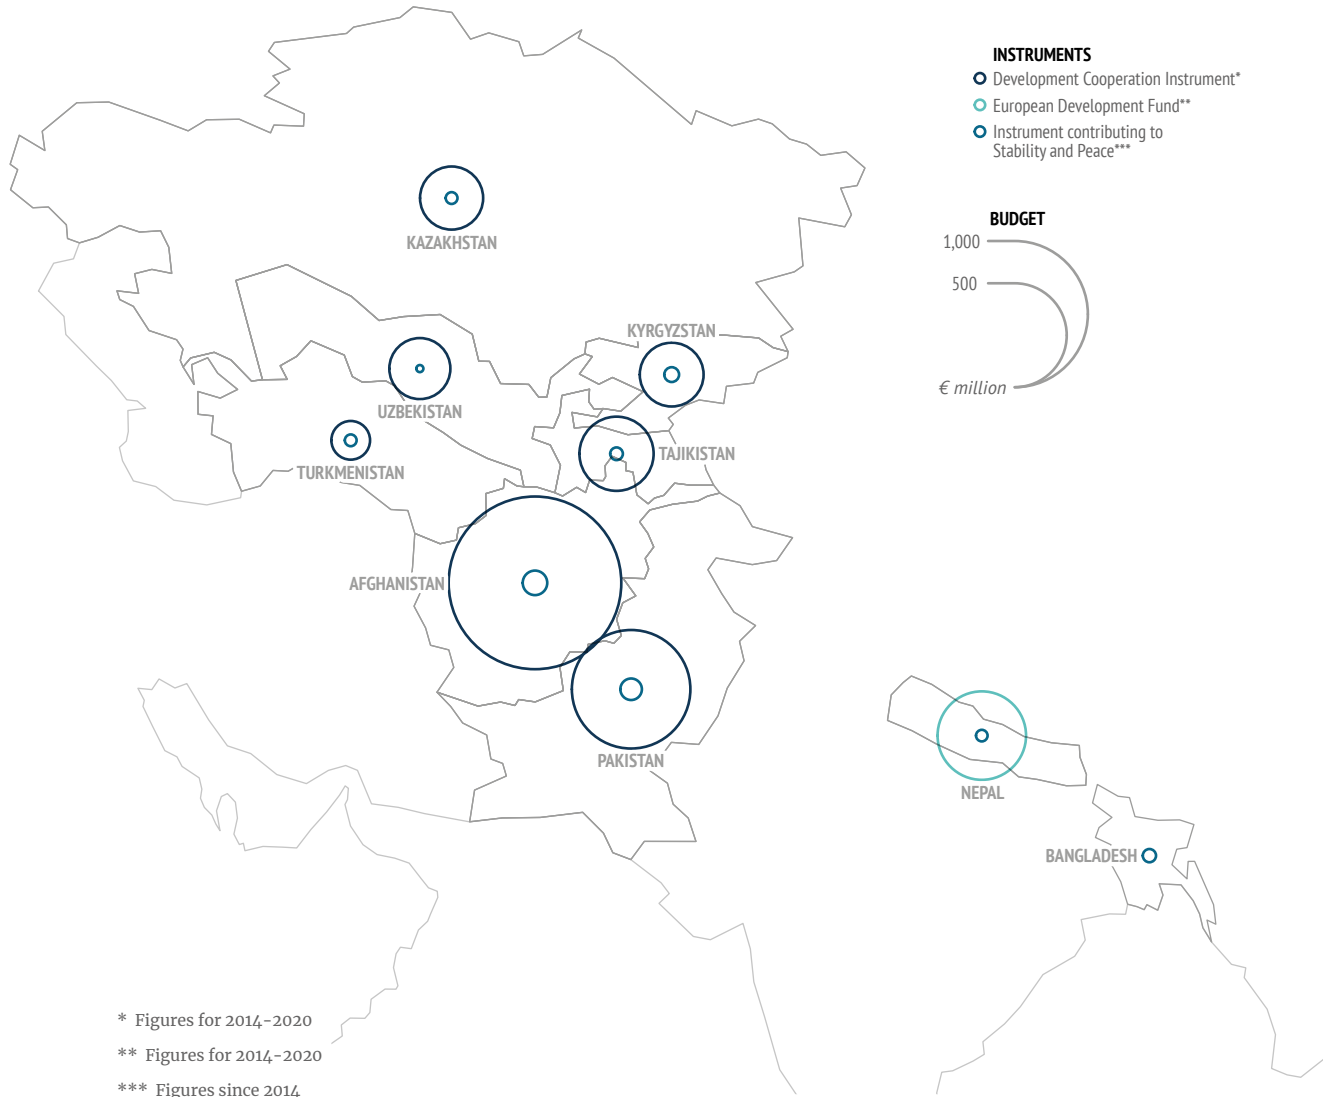 INSTRUMENTS
Development Cooperation Instrument*
European Development Fund**
Instrument contributing to
Stability and Peace***
BUDGET
1,000
500
€ million
KAZAKHSTAN
KYRGYZSTAN
UZBEKISTAN
TAJIKISTAN
TURKMENISTAN
AFGHANISTAN
PAKISTAN
NEPAL
BANGLADESH
* Figures for 2014-2020
** Figures for 2014-2020
*** Figures since 2014